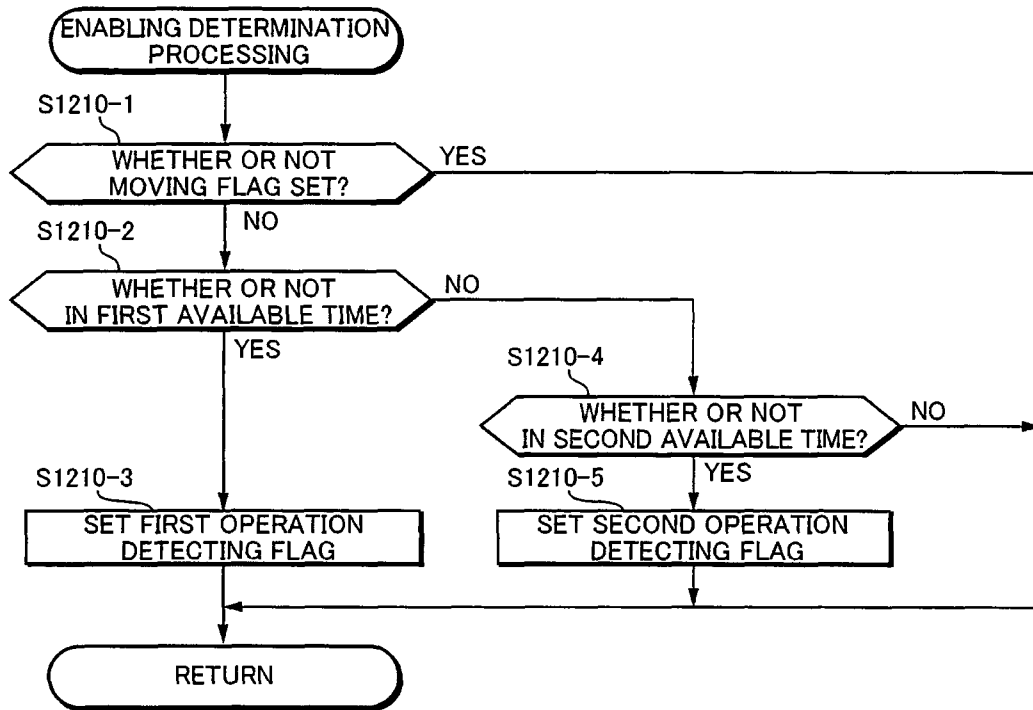 ENABLING DETERMINATION
PROCESSING
S1210-1
WHETHER OR NOT
MOVING FLAG SET?
YES
NO
S1210-2
WHETHER OR NOT
IN FIRST AVAILABLE TIME?
NO
YES
S1210-4
WHETHER OR NOT
IN SECOND AVAILABLE TIME?
NO
YES
S1210-3
SET FIRST OPERATION
DETECTING FLAG
S1210-5
SET SECOND OPERATION
DETECTING FLAG
RETURN